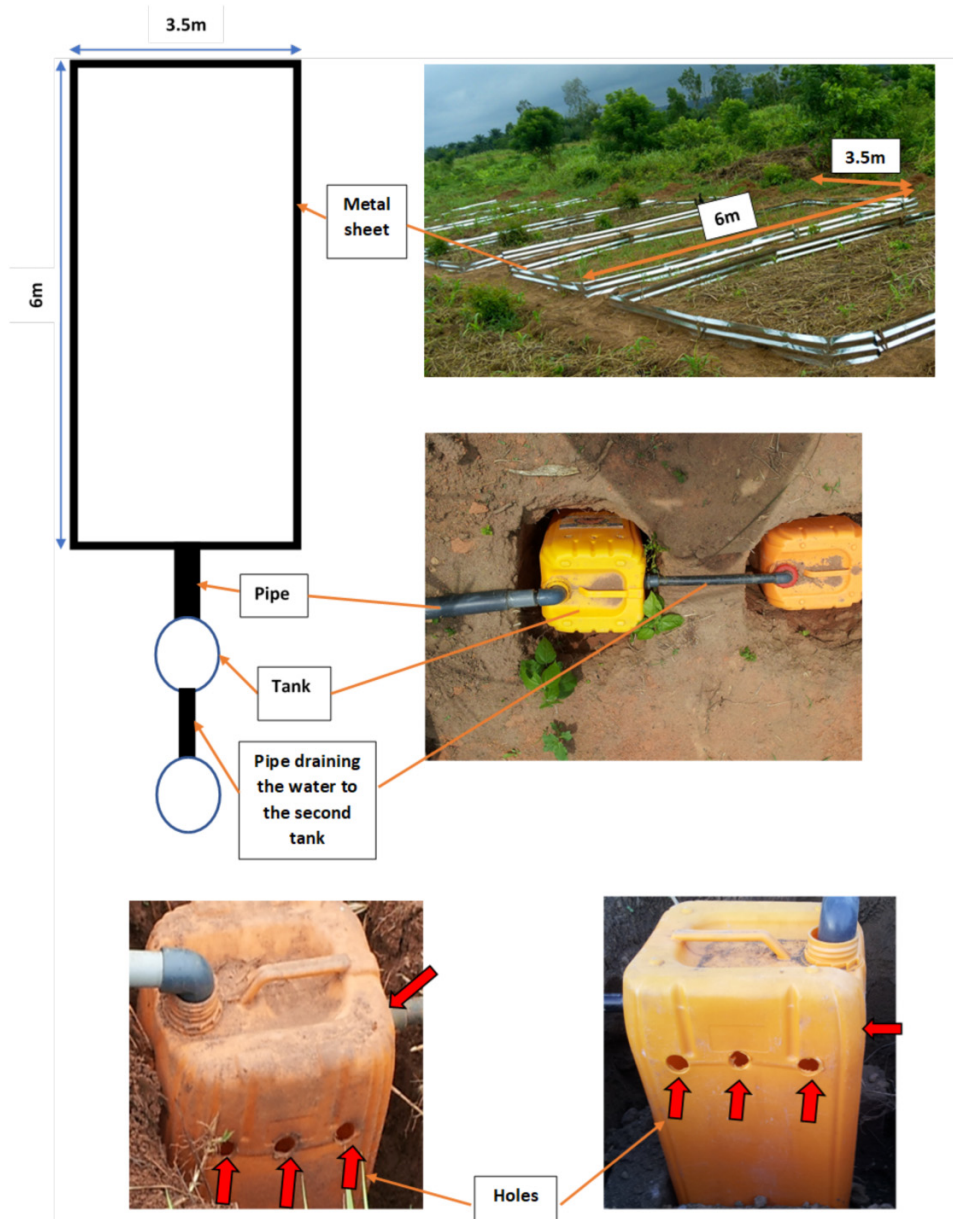 3.5m
3.5m
Metal
sheet
6m
6m
Pipe
Tank
Pipe draining
the water to
the second
tank
Holes